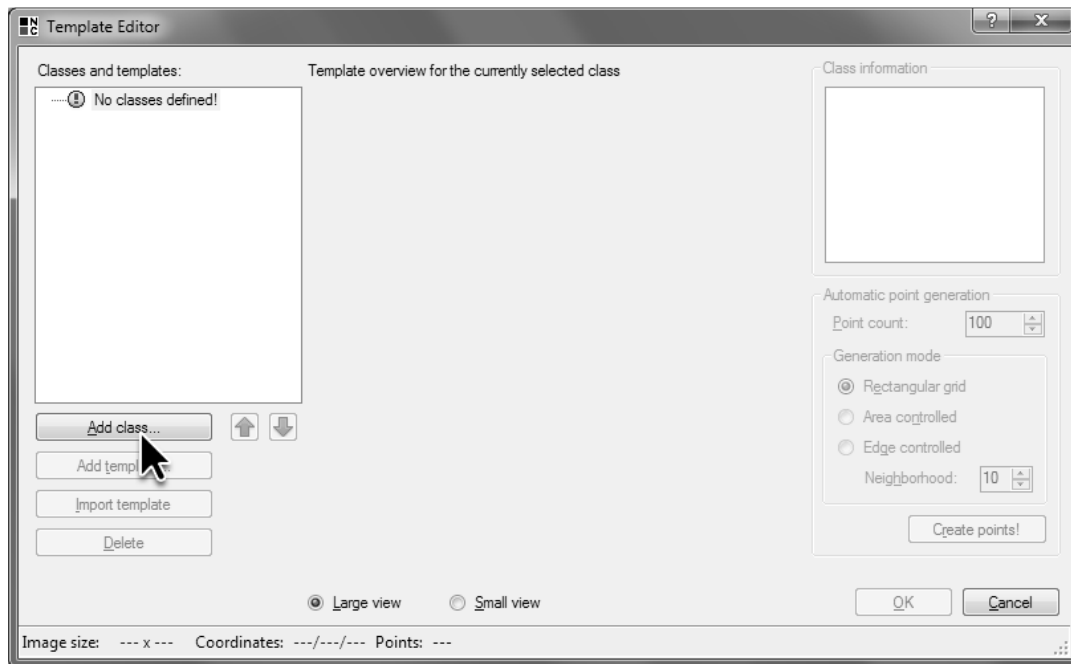 Template Editor
Classes and templates:
No classes defined!
Add class...
Import template
Delete
Template overview for the currently selected class
Large view
Small view
Class information
Automatic point generation
Point count: 100
Generation mode
Rectangular grid
Area controlled
Edge controlled
Neighborhood: 10
Create points!
OK
Cancel
Image size: --- x --- Coordinates: ---/---/--- Points: ---